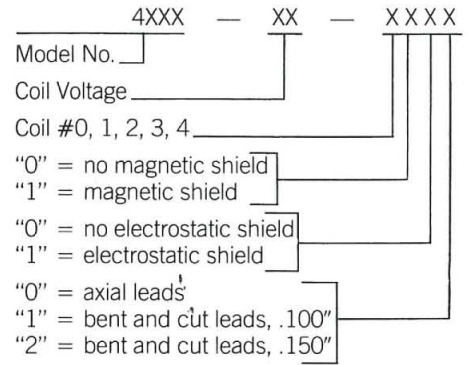 4XXX — XX — XXXX
Model No.
Coil Voltage
Coil #0, 1, 2, 3, 4
“0” = no magnetic shield
“1” = magnetic shield
“0” = no electrostatic shield
“1” = electrostatic shield
“0” = axial leads
“1” = bent and cut leads, .100″
“2” = bent and cut leads, .150″